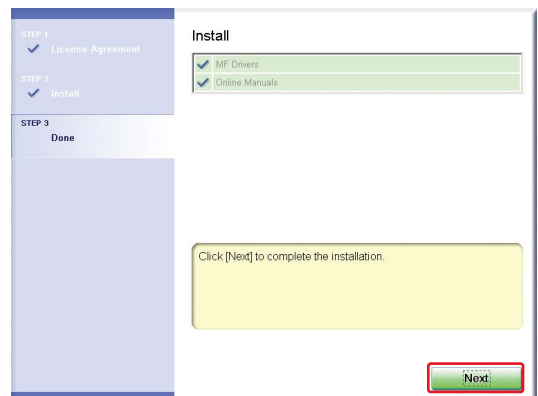 STEP 1
License Agreement
STEP 2
Install
STEP 3
Done
Install
MF Drivers
Online Manuals
Click [Next] to complete the installation.
Next